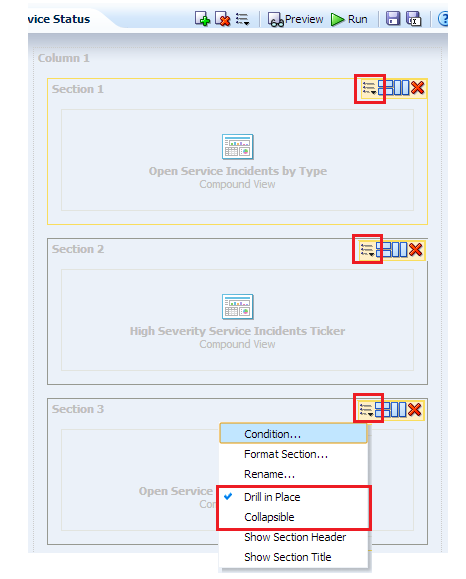 vice Status
Preview
Run
Column 1
Section 1
Open Service Incidents by Type
Compound View
Section 2
High Severity Service Incidents Ticker
Compound View
Section 3
Condition...
Format Section...
Rename...
Open Service
Drill in Place
Collapsible
Show Section Header
Show Section Title